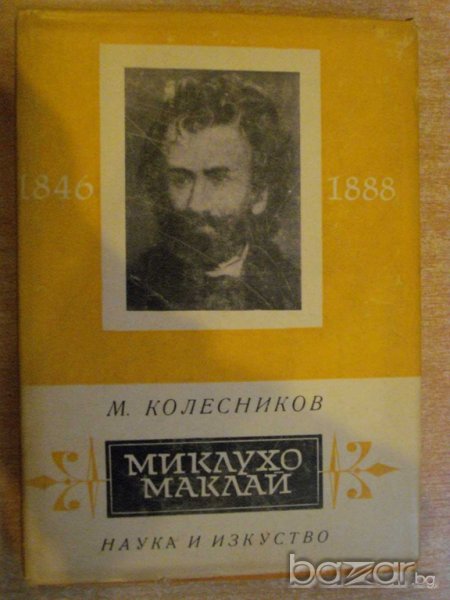 1846 1888
М. КОЛЕСНИКОВ
МИКЛУХО
МАКЛАЙ
НАУКА И ИЗКУСТВО
bazar.bg